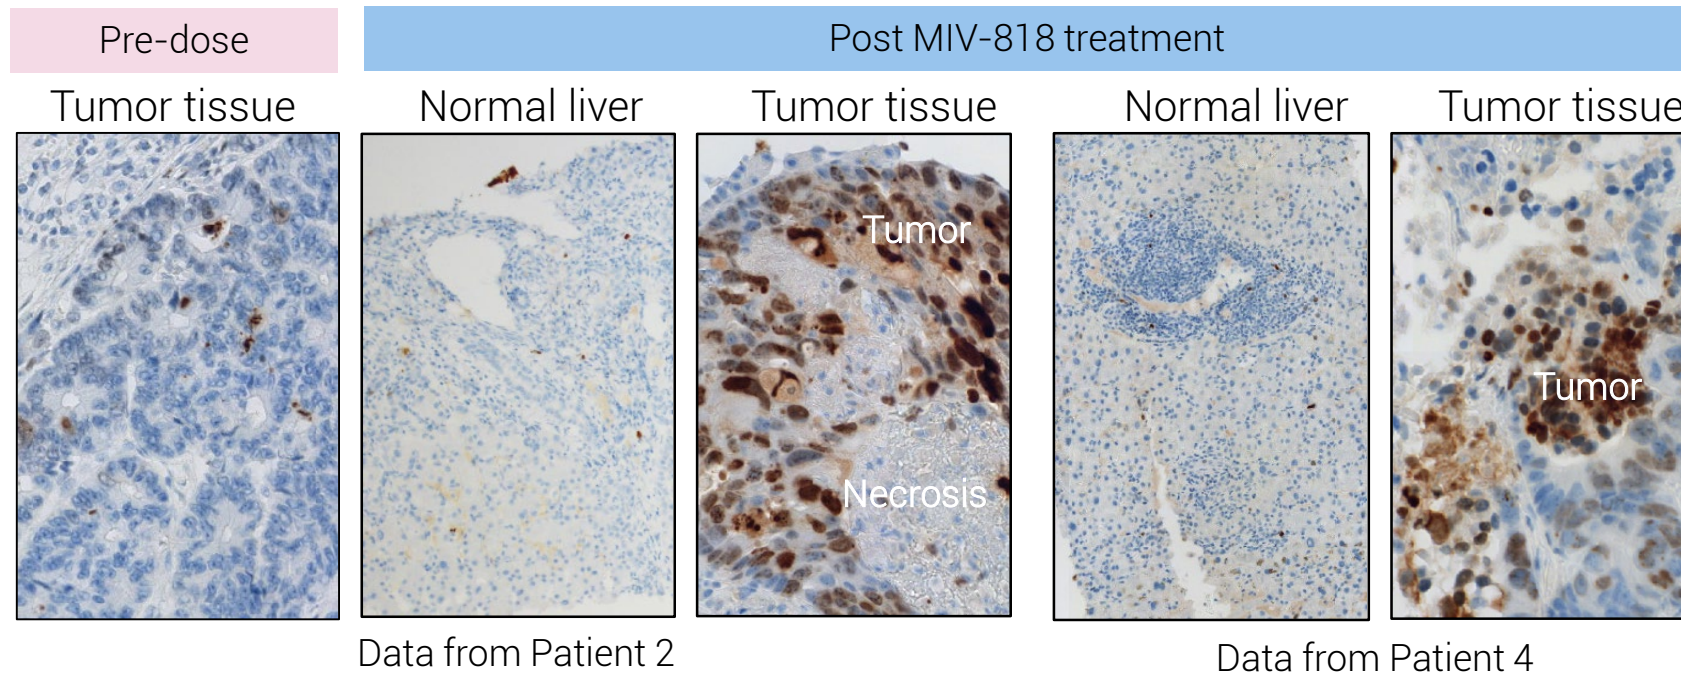 Pre-dose
Post MIV-818 treatment
Tumor tissue
Normal liver
Tumor tissue
Normal liver
Tumor tissue
Tumor
Necrosis
Tumor
Data from Patient 2
Data from Patient 4